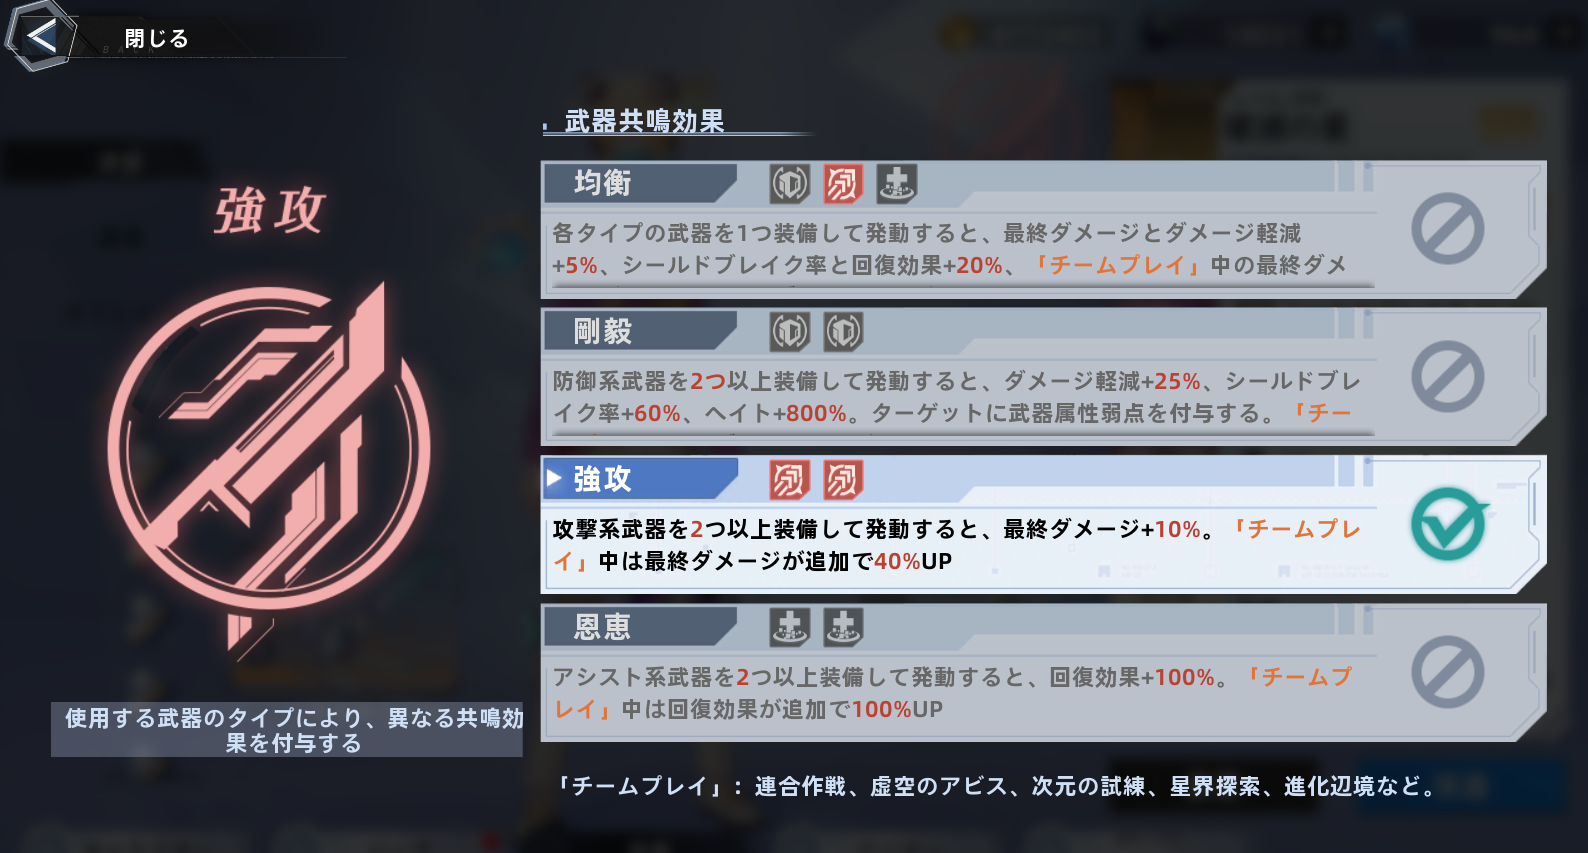 閉じる
BACK
強攻
使用する武器のタイプにより、異なる共鳴効
果を付与する
武器共鳴効果
均衡
各タイプの武器を1つ装備して発動すると、最終ダメージとダメージ軽減
+5%、シールドブレイク率と回復効果+20%、「チームプレイ」中の最終ダメ
剛毅
防御系武器を2つ以上装備して発動すると、ダメージ軽減+25%、シールドブレ
イク率+60%、ヘイト+800%。ターゲットに武器属性弱点を付与する。「チー
強攻
攻撃系武器を2つ以上装備して発動すると、最終ダメージ+10%。「チームプレ
イ」中は最終ダメージが追加で40%UP
恩恵
アシスト系武器を2つ以上装備して発動すると、回復効果+100%。「チームプ
レイ」中は回復効果が追加で100%UP
「チームプレイ」：連合作戦、虚空のアビス、次元の試練、星界探索、進化辺境など。